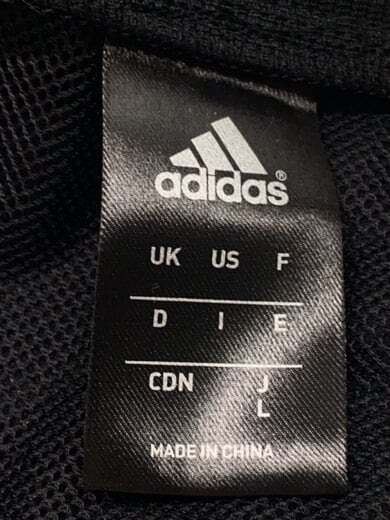 adidas®
UK US F
D I E
CDN J
L
MADE IN CHINA